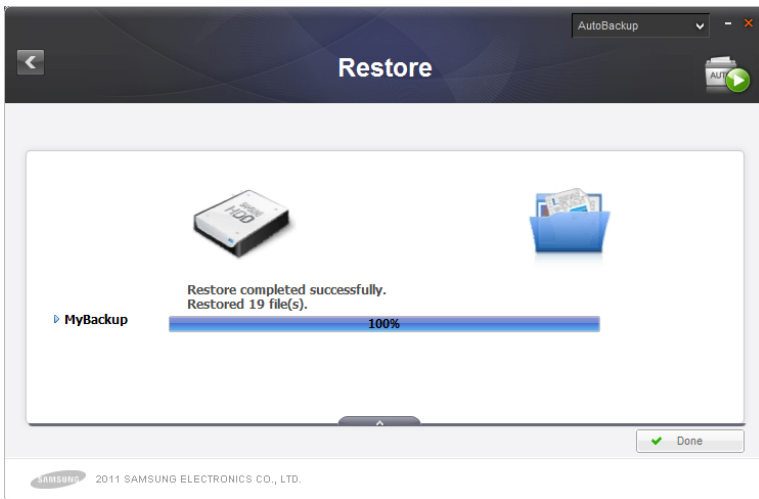 AutoBackup
Restore
AUTO
SAMSUNG
HDD
Restore completed successfully.
Restored 19 file(s).
MyBackup
100%
Done
SAMSUNG 2011 SAMSUNG ELECTRONICS CO., LTD.